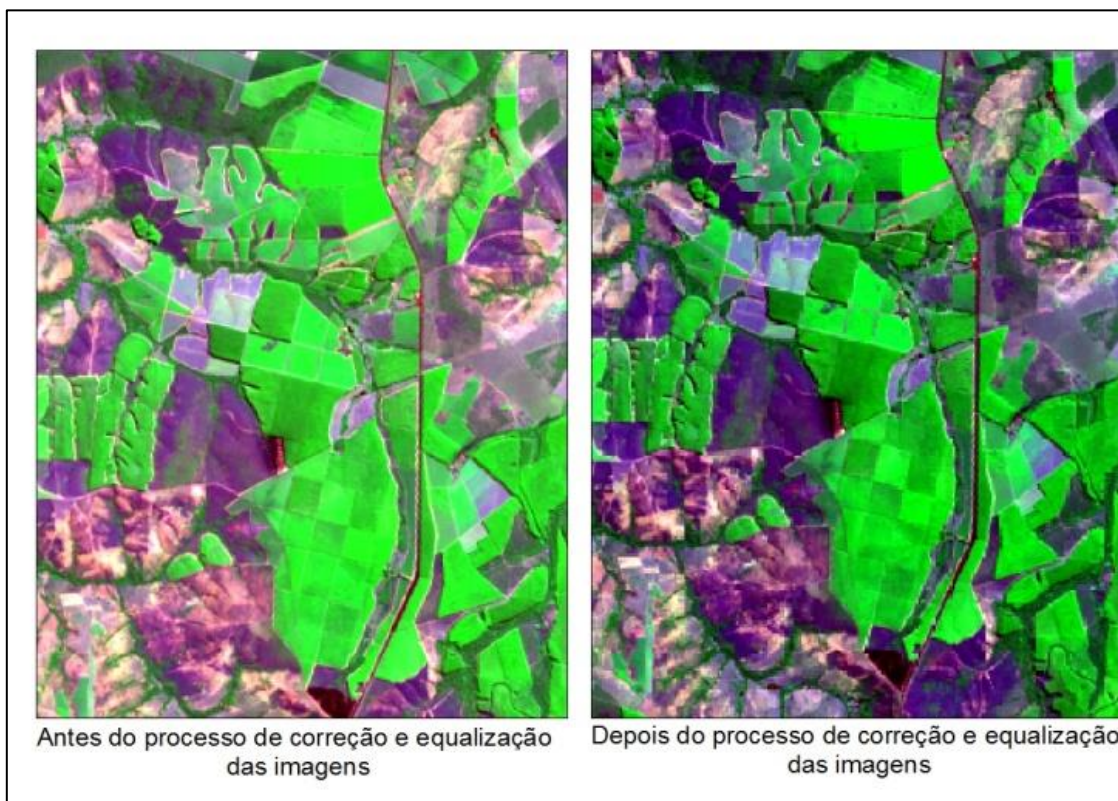 Antes do processo de correção e equalização
das imagens
Depois do processo de correção e equalização
das imagens